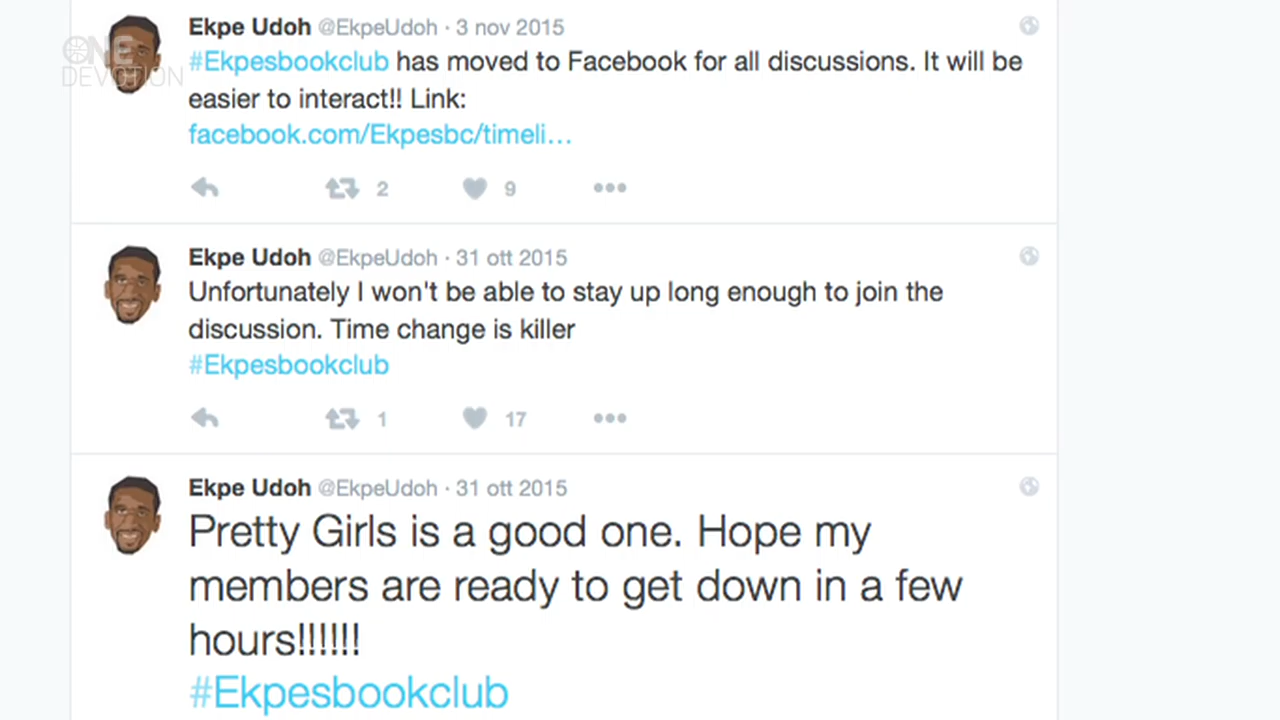 ONE
DEVOTION
Ekpe Udoh @EkpeUdoh · 3 nov 2015
#Ekpesbookclub has moved to Facebook for all discussions. It will be
easier to interact!! Link:
facebook.com/Ekpesbc/timeli...
2 9
Ekpe Udoh @EkpeUdoh · 31 ott 2015
Unfortunately I won't be able to stay up long enough to join the
discussion. Time change is killer
#Ekpesbookclub
1 17
Ekpe Udoh @EkpeUdoh · 31 ott 2015
Pretty Girls is a good one. Hope my
members are ready to get down in a few
hours!!!!!!
#Ekpesbookclub